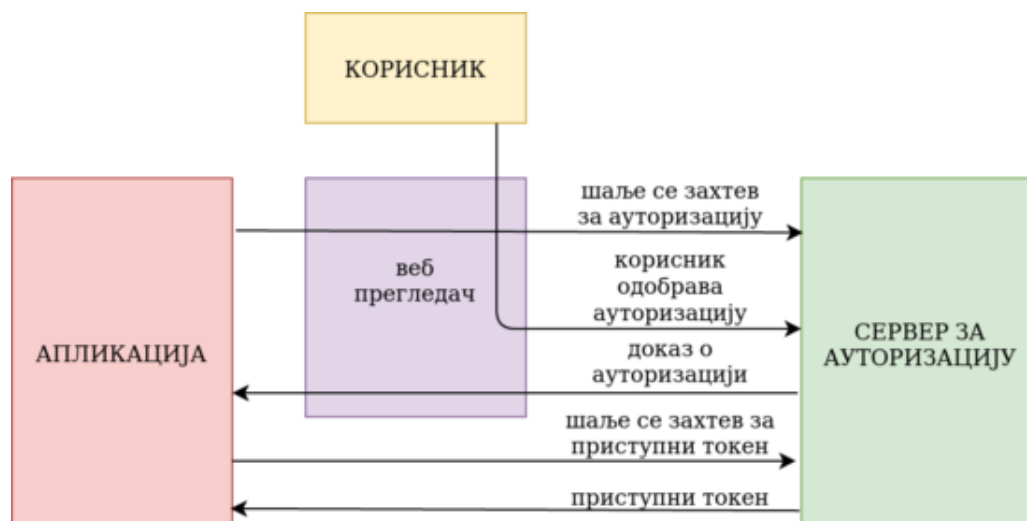 КОРИСНИК
шаље се захтев
за ауторизацију
веб
прегледач
корисник
одобрава
ауторизацију
АПЛИКАЦИЈА
СЕРВЕР ЗА
АУТОРИЗАЦИЈУ
доказ о
ауторизацији
шаље се захтев за
приступни токен
приступни токен